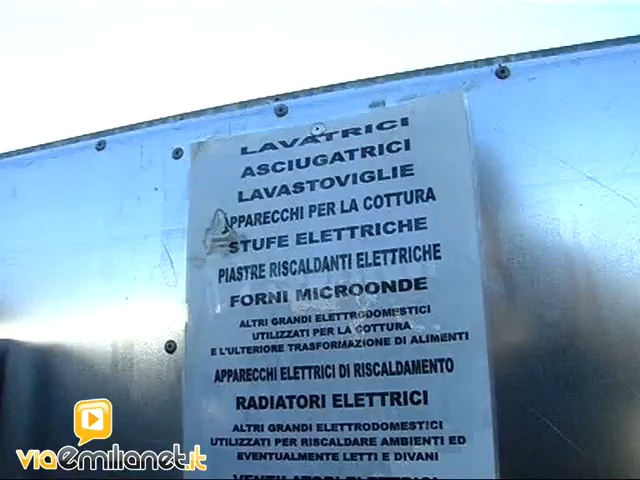 LAVATRICI
ASCIUGATRICI
LAVASTOVIGLIE
APPARECCHI PER LA COTTURA
STUFE ELETTRICHE
PIASTRE RISCALDANTI ELETTRICHE
FORNI MICROONDE
ALTRI GRANDI ELETTRODOMESTICI
UTILIZZATI PER LA COTTURA
E L'ULTERIORE TRASFORMAZIONE DI ALIMENTI
APPARECCHI ELETTRICI DI RISCALDAMENTO
RADIATORI ELETTRICI
ALTRI GRANDI ELETTRODOMESTICI
UTILIZZATI PER RISCALDARE AMBIENTI ED
EVENTUALMENTE LETTI E DIVANI
VENTILATORI ELETTRICI
viaemilianet.it